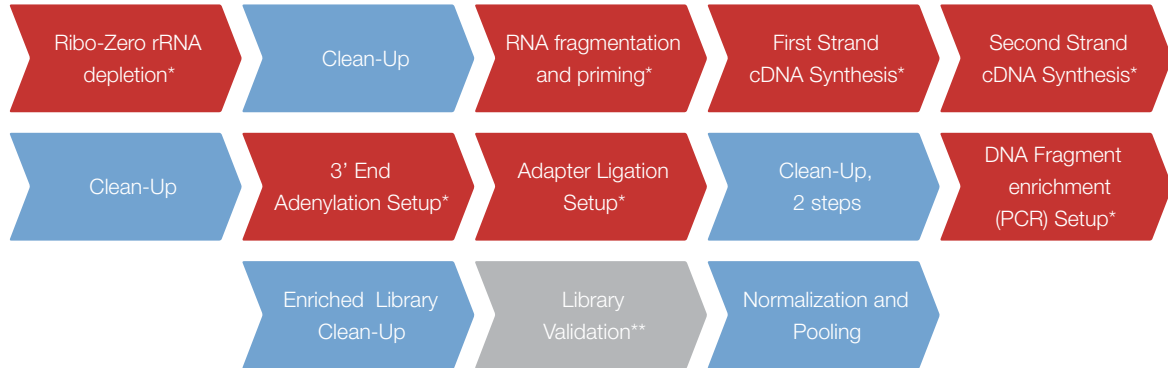 Ribo-Zero rRNA
depletion*
Clean-Up
RNA fragmentation
and priming*
First Strand
cDNA Synthesis*
Second Strand
cDNA Synthesis*
Clean-Up
3' End
Adenylation Setup*
Adapter Ligation
Setup*
Clean-Up,
2 steps
DNA Fragment
enrichment
(PCR) Setup*
Enriched Library
Clean-Up
Library
Validation**
Normalization and
Pooling